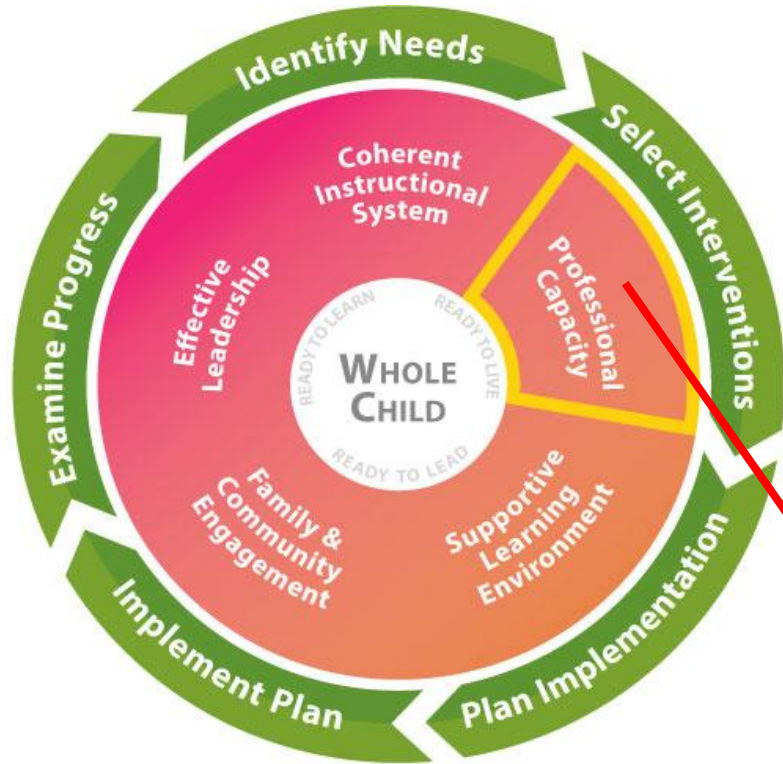 Identify Needs
Select Interventions
Plan Implementation
Implement Plan
Examine Progress
Coherent
Instructional
System
Professional
Capacity
Supportive
Learning
Environment
Family &
Community
Engagement
Effective
Leadership
READY TO LEARN
READY TO LIVE
READY TO LEAD
WHOLE
CHILD